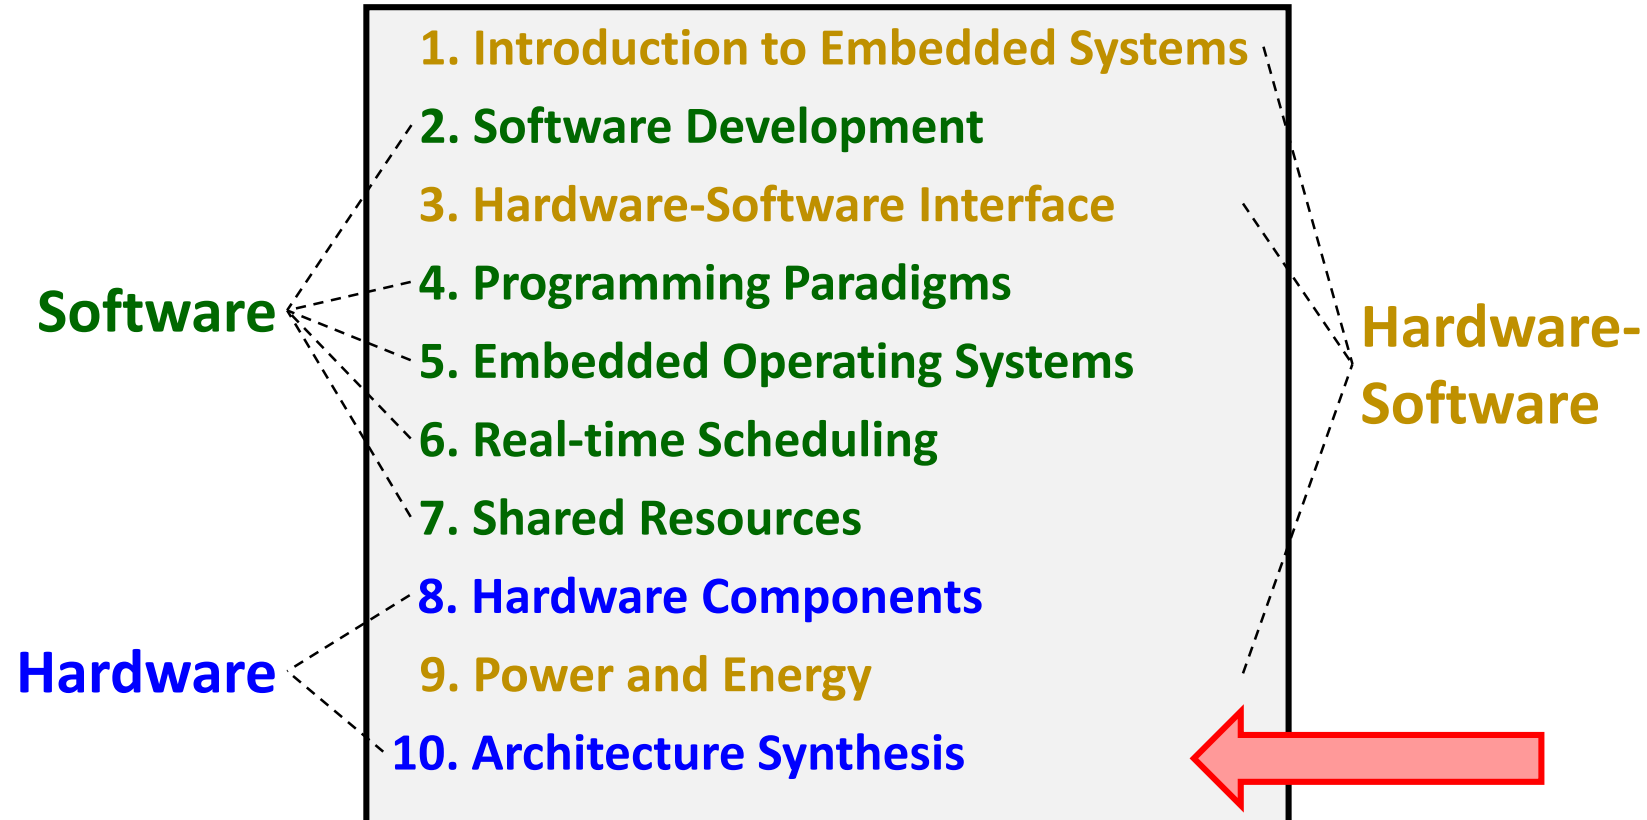 1. Introduction to Embedded Systems
2. Software Development
3. Hardware-Software Interface
4. Programming Paradigms
5. Embedded Operating Systems
6. Real-time Scheduling
7. Shared Resources
8. Hardware Components
9. Power and Energy
10. Architecture Synthesis
Software
Hardware
Hardware-
Software